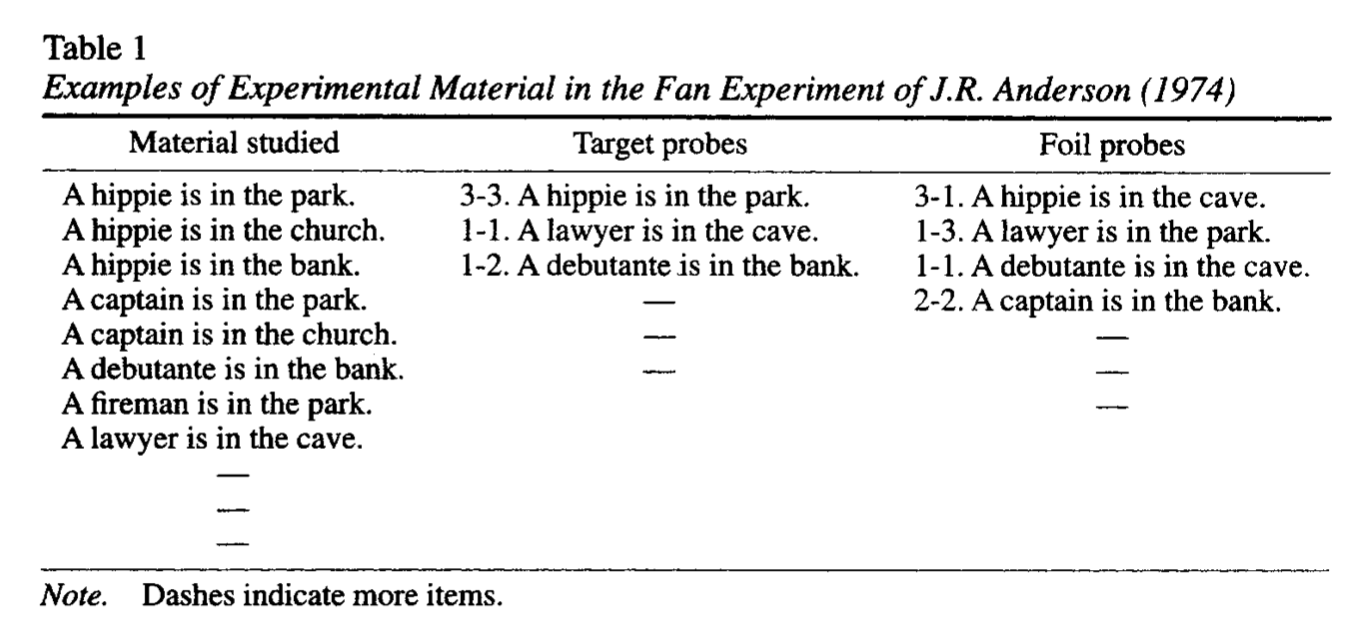 Table 1
Examples of Experimental Material in the Fan Experiment of J.R. Anderson (1974)
Material studied Target probes Foil probes
A hippie is in the park. 3-3. A hippie is in the park. 3-1. A hippie is in the cave.
A hippie is in the church. 1-1. A lawyer is in the cave. 1-3. A lawyer is in the park.
A hippie is in the bank. 1-2. A debutante is in the bank. 1-1. A debutante is in the cave.
A captain is in the park. — 2-2. A captain is in the bank.
A captain is in the church. — —
A debutante is in the bank. — —
A fireman is in the park. —
A lawyer is in the cave.
—
—
—
Note. Dashes indicate more items.